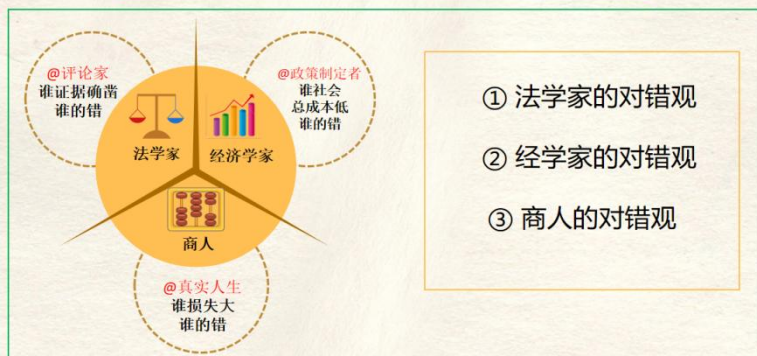 @评论家
谁证据确凿
谁的错
法学家
@政策制定者
谁社会
总成本低
谁的错
经济学家
商人
@真实人生
谁损失大
谁的错
① 法学家的对错观
② 经学家的对错观
③ 商人的对错观